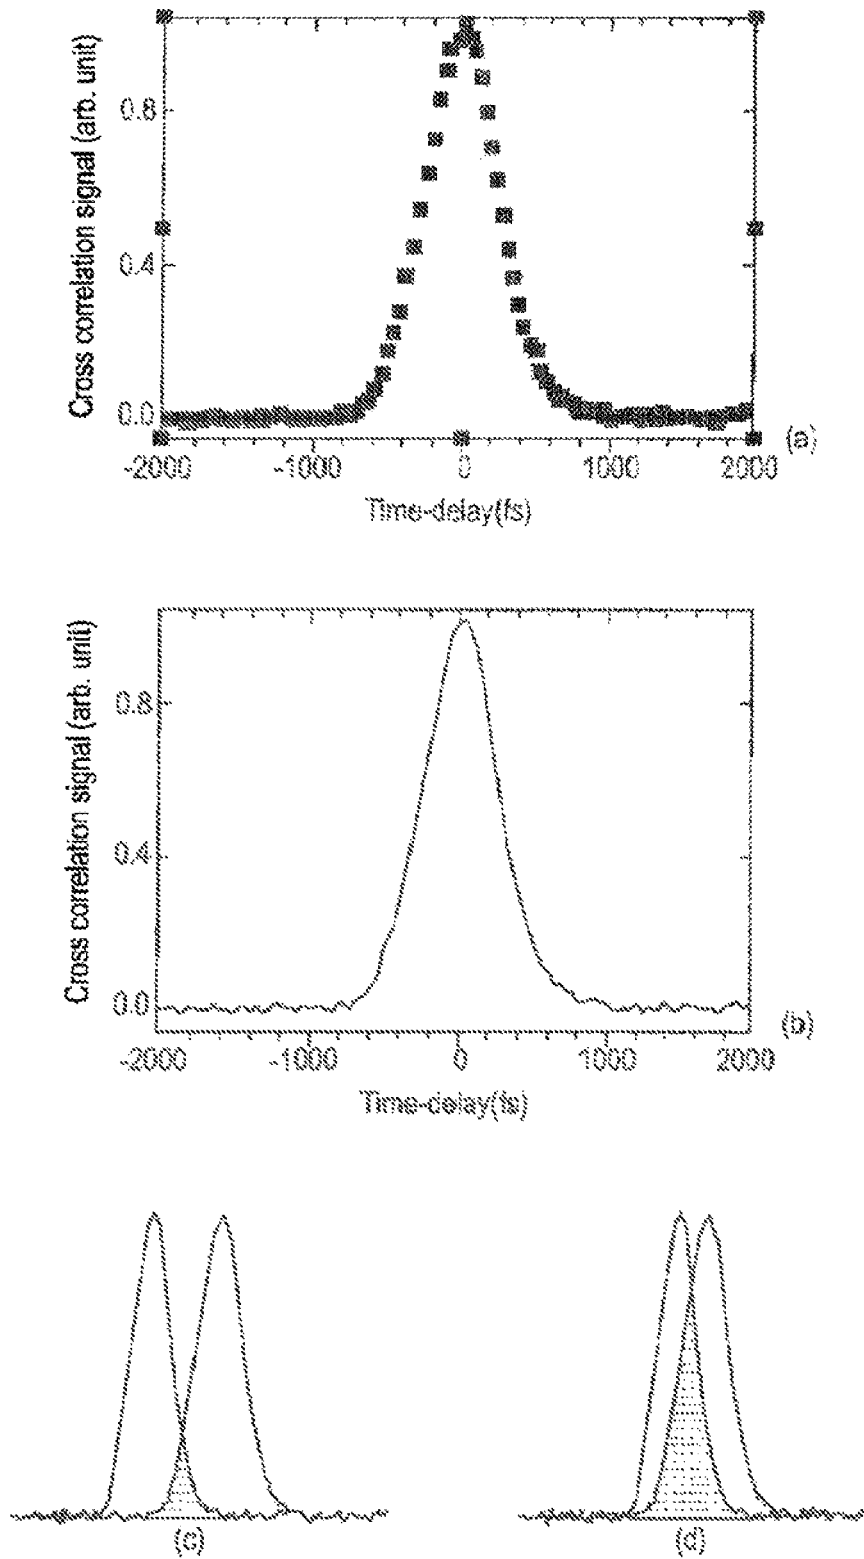 Cross correlation signal (arb. unit)
0.8
0.4
0.0
-2000 -1000 0 1000 2000
(a)
Time-delay(fs)
Cross correlation signal (arb. unit)
0.8
0.4
0.0
-2000 -1000 0 1000 2000
(b)
Time-delay(fs)
(c) (d)